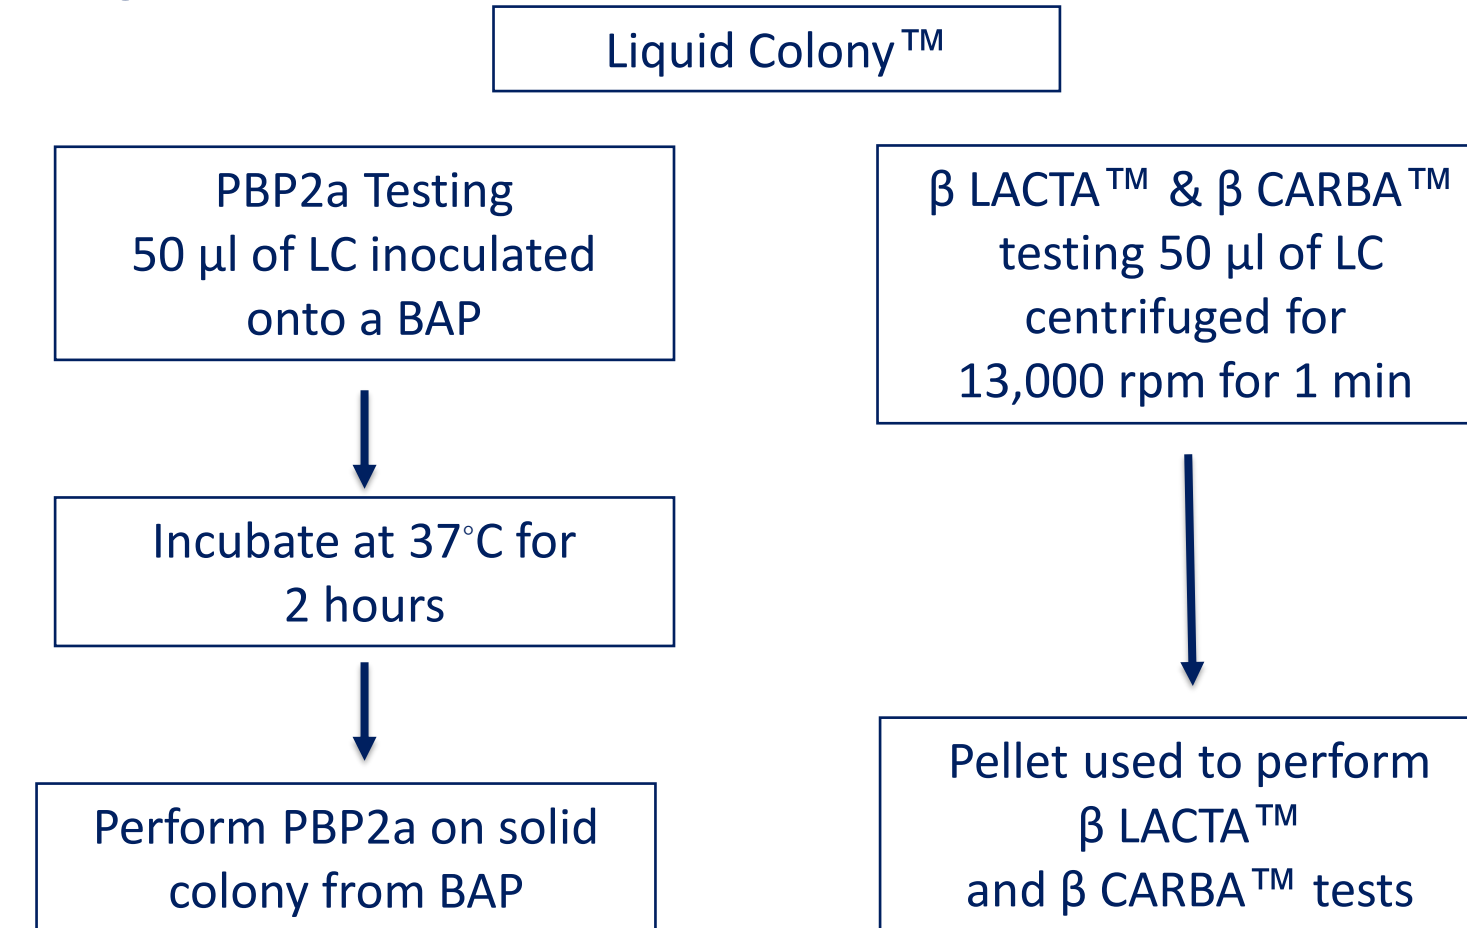 Liquid Colony™
PBP2a Testing
50 µl of LC inoculated
onto a BAP
Incubate at 37°C for
2 hours
Perform PBP2a on solid
colony from BAP
β LACTA™ & β CARBA™
testing 50 µl of LC
centrifuged for
13,000 rpm for 1 min
Pellet used to perform
β LACTA™
and β CARBA™ tests